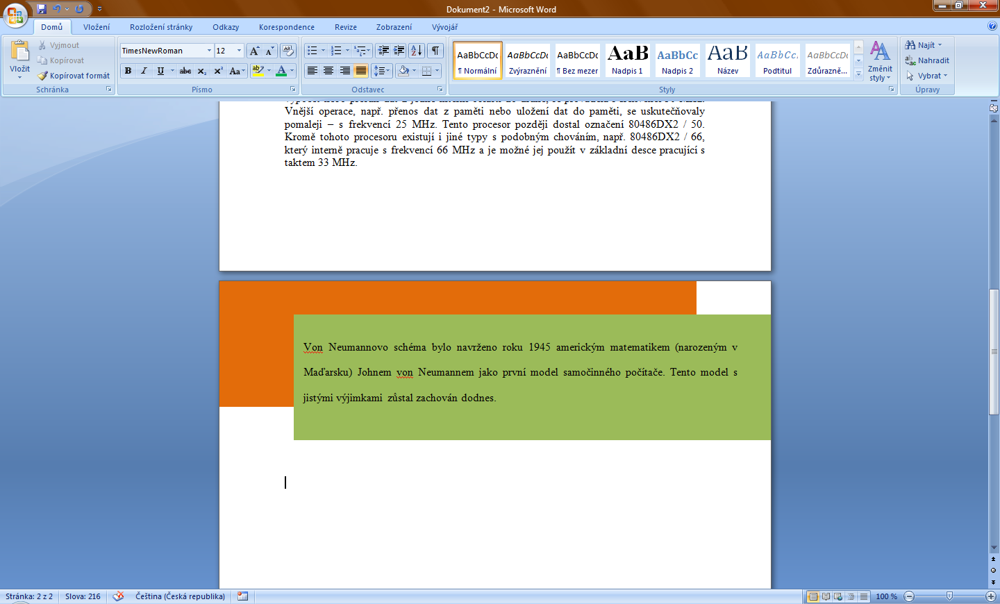 Dokument2 - Microsoft Word
Domů Vložení Rozložení stránky Odkazy Korespondence Revize Zobrazení Vývojář
Vložit
Vyjmout
Kopírovat
Kopírovat formát
Schránka
TimesNewRoman 12
Písmo
Odstavec
AaBbCcDc AaBbCcDc AaBbCcDc AaB AaBbCc AaB AaBbCc. AaBbCcDc
¶ Normální Zvýraznění ¶ Bez mezer Nadpis 1 Nadpis 2 Název Podtitul Zdůrazně...
Změnit styly
Styly
Najít
Nahradit
Vybrat
Úpravy
Vnější operace, např. přenos dat z paměti nebo uložení dat do paměti, se uskutečňovaly
pomaleji – s frekvencí 25 MHz. Tento procesor později dostal označení 80486DX2 / 50.
Kromě tohoto procesoru existují i jiné typy s podobným chováním, např. 80486DX2 / 66,
který interně pracuje s frekvencí 66 MHz a je možné jej použít v základní desce pracující s
taktem 33 MHz.
Von Neumannovo schéma bylo navrženo roku 1945 americkým matematikem (narozeným v
Maďarsku) Johnem von Neumannem jako první model samočinného počítače. Tento model s
jistými výjimkami zůstal zachován dodnes.
Stránka: 2 z 2 Slova: 216 Čeština (Česká republika) 100 %